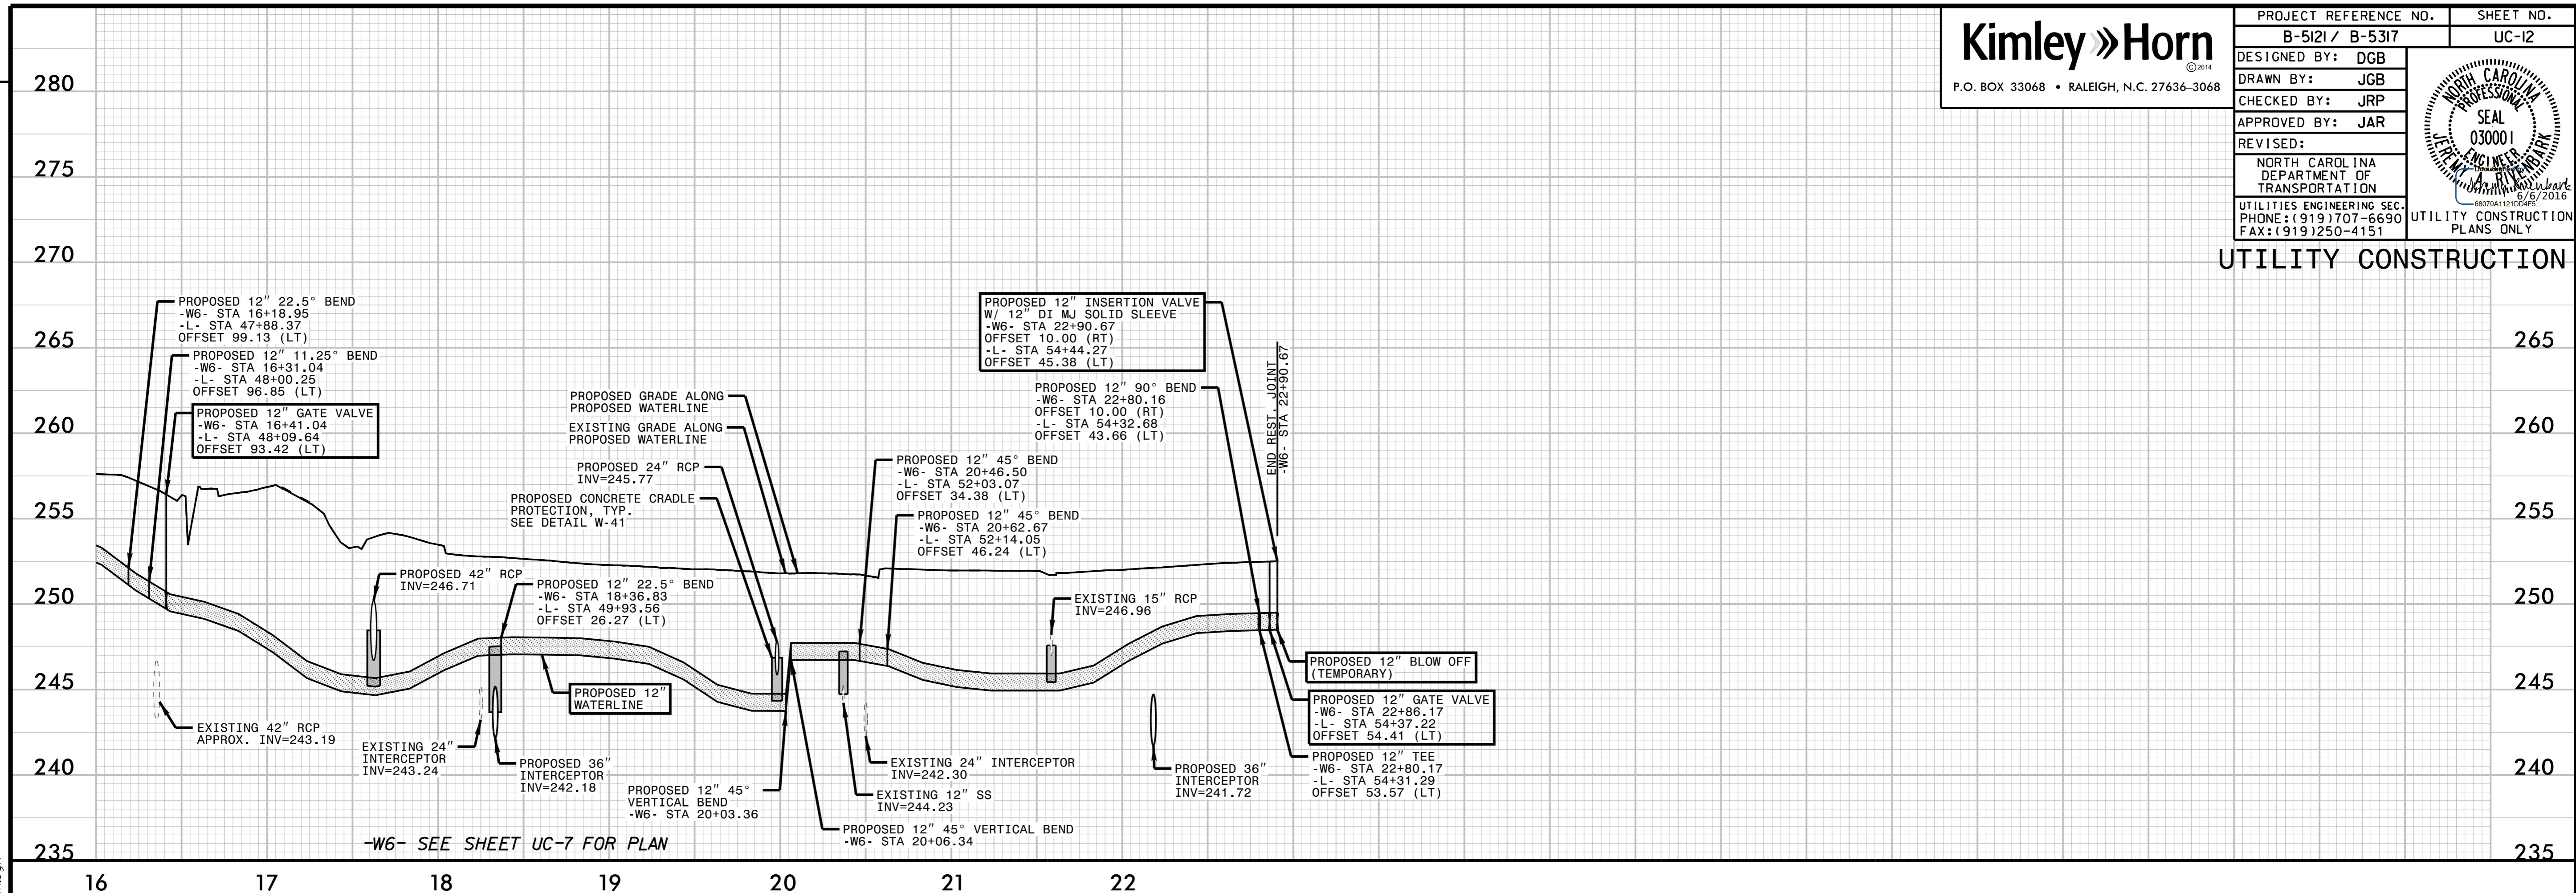 Kimley»Horn
©2014
P.O. BOX 33068 • RALEIGH, N.C. 27636–3068
PROJECT REFERENCE NO.
SHEET NO.
B-5121 / B-5317
UC-12
DESIGNED BY: DGB
DRAWN BY: JGB
CHECKED BY: JRP
APPROVED BY: JAR
REVISED:
NORTH CAROLINA
DEPARTMENT OF
TRANSPORTATION
UTILITIES ENGINEERING SEC.
PHONE:(919)707-6690
FAX:(919)250-4151
NORTH CAROLINA
PROFESSIONAL
SEAL
030001
ENGINEER
JEREMY A. RIVENBARK
6/6/2016
68070A1121DD4F5...
UTILITY CONSTRUCTION
PLANS ONLY
UTILITY CONSTRUCTION
280
275
270
265
260
255
250
245
240
235
265
260
255
250
245
240
235
PROPOSED 12" 22.5° BEND
-W6- STA 16+18.95
-L- STA 47+88.37
OFFSET 99.13 (LT)
PROPOSED 12" 11.25° BEND
-W6- STA 16+31.04
-L- STA 48+00.25
OFFSET 96.85 (LT)
PROPOSED 12" GATE VALVE
-W6- STA 16+41.04
-L- STA 48+09.64
OFFSET 93.42 (LT)
PROPOSED GRADE ALONG
PROPOSED WATERLINE
EXISTING GRADE ALONG
PROPOSED WATERLINE
PROPOSED 24" RCP
INV=245.77
PROPOSED CONCRETE CRADLE
PROTECTION, TYP.
SEE DETAIL W-41
PROPOSED 12" INSERTION VALVE
W/ 12" DI MJ SOLID SLEEVE
-W6- STA 22+90.67
OFFSET 10.00 (RT)
-L- STA 54+44.27
OFFSET 45.38 (LT)
PROPOSED 12" 90° BEND
-W6- STA 22+80.16
OFFSET 10.00 (RT)
-L- STA 54+32.68
OFFSET 43.66 (LT)
END REST. JOINT
-W6- STA 22+90.67
PROPOSED 12" 45° BEND
-W6- STA 20+46.50
-L- STA 52+03.07
OFFSET 34.38 (LT)
PROPOSED 12" 45° BEND
-W6- STA 20+62.67
-L- STA 52+14.05
OFFSET 46.24 (LT)
PROPOSED 42" RCP
INV=246.71
PROPOSED 12" 22.5° BEND
-W6- STA 18+36.83
-L- STA 49+93.56
OFFSET 26.27 (LT)
EXISTING 15" RCP
INV=246.96
PROPOSED 12"
WATERLINE
EXISTING 42" RCP
APPROX. INV=243.19
EXISTING 24"
INTERCEPTOR
INV=243.24
PROPOSED 36"
INTERCEPTOR
INV=242.18
PROPOSED 12" 45°
VERTICAL BEND
-W6- STA 20+03.36
EXISTING 24" INTERCEPTOR
INV=242.30
EXISTING 12" SS
INV=244.23
PROPOSED 12" 45° VERTICAL BEND
-W6- STA 20+06.34
PROPOSED 36"
INTERCEPTOR
INV=241.72
PROPOSED 12" BLOW OFF
(TEMPORARY)
PROPOSED 12" GATE VALVE
-W6- STA 22+86.17
-L- STA 54+37.22
OFFSET 54.41 (LT)
PROPOSED 12" TEE
-W6- STA 22+80.17
-L- STA 54+31.29
OFFSET 53.57 (LT)
-W6- SEE SHEET UC-7 FOR PLAN
16
17
18
19
20
21
22